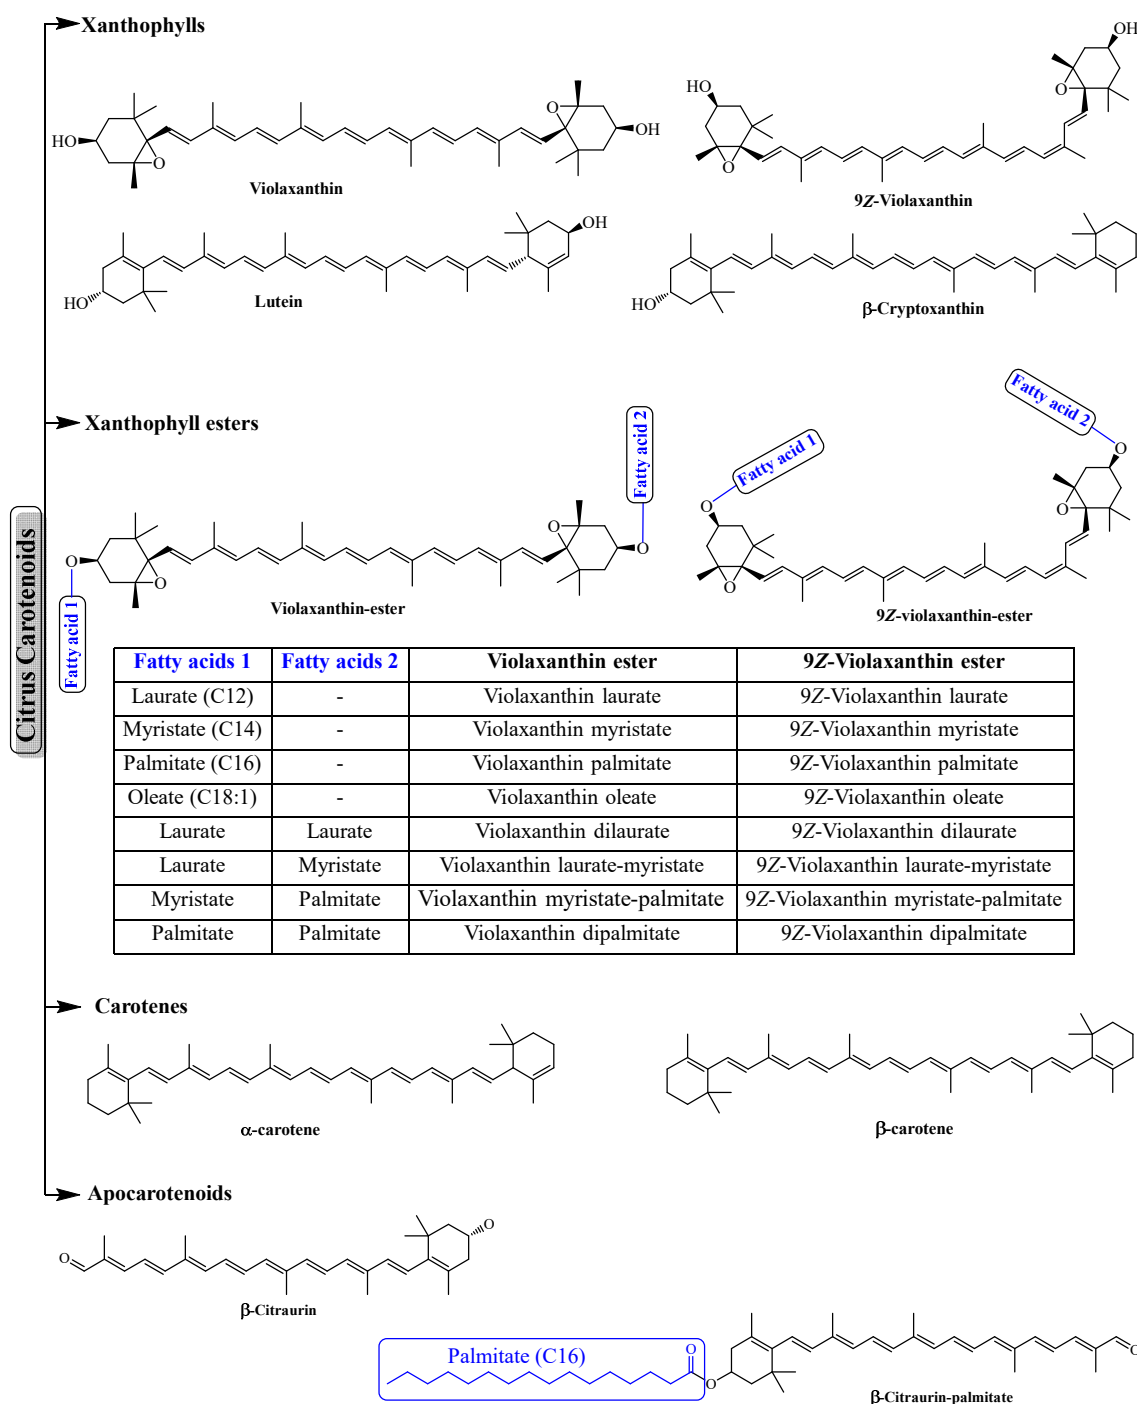 Citrus Carotenoids
Xanthophylls
HO
O
O
OH
Violaxanthin
HO
O
O
OH
9Z-Violaxanthin
HO
OH
Lutein
HO
β-Cryptoxanthin
Xanthophyll esters
Fatty acid 1
O
O
O
O
Fatty acid 2
Violaxanthin-ester
Fatty acid 1
O
O
O
O
Fatty acid 2
9Z-violaxanthin-ester
Fatty acids 1 Fatty acids 2 Violaxanthin ester 9Z-Violaxanthin ester
Laurate (C12) - Violaxanthin laurate 9Z-Violaxanthin laurate
Myristate (C14) - Violaxanthin myristate 9Z-Violaxanthin myristate
Palmitate (C16) - Violaxanthin palmitate 9Z-Violaxanthin palmitate
Oleate (C18:1) - Violaxanthin oleate 9Z-Violaxanthin oleate
Laurate Laurate Violaxanthin dilaurate 9Z-Violaxanthin dilaurate
Laurate Myristate Violaxanthin laurate-myristate 9Z-Violaxanthin laurate-myristate
Myristate Palmitate Violaxanthin myristate-palmitate 9Z-Violaxanthin myristate-palmitate
Palmitate Palmitate Violaxanthin dipalmitate 9Z-Violaxanthin dipalmitate
Carotenes
α-carotene
β-carotene
Apocarotenoids
O
O
β-Citraurin
Palmitate (C16)
O
O
O
β-Citraurin-palmitate